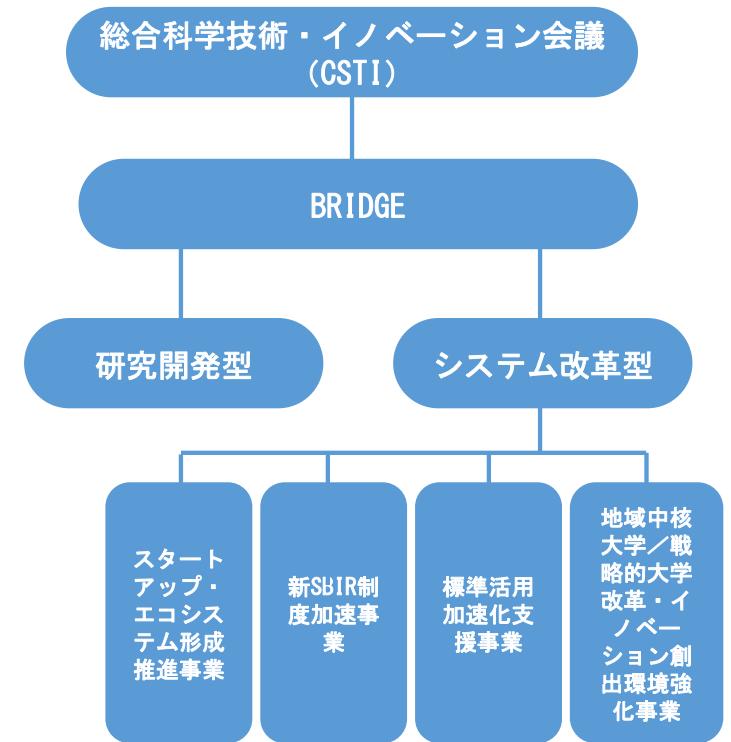 総合科学技術・イノベーション会議
(CSTI)
BRIDGE
研究開発型
システム改革型
スタート
アップ・
エコシス
テム形成
推進事業
新SBIR制
度加速事
業
標準活用
加速化支
援事業
地域中核
大学／戦
略的大学
改革・イ
ノベー
ション創
出環境強
化事業